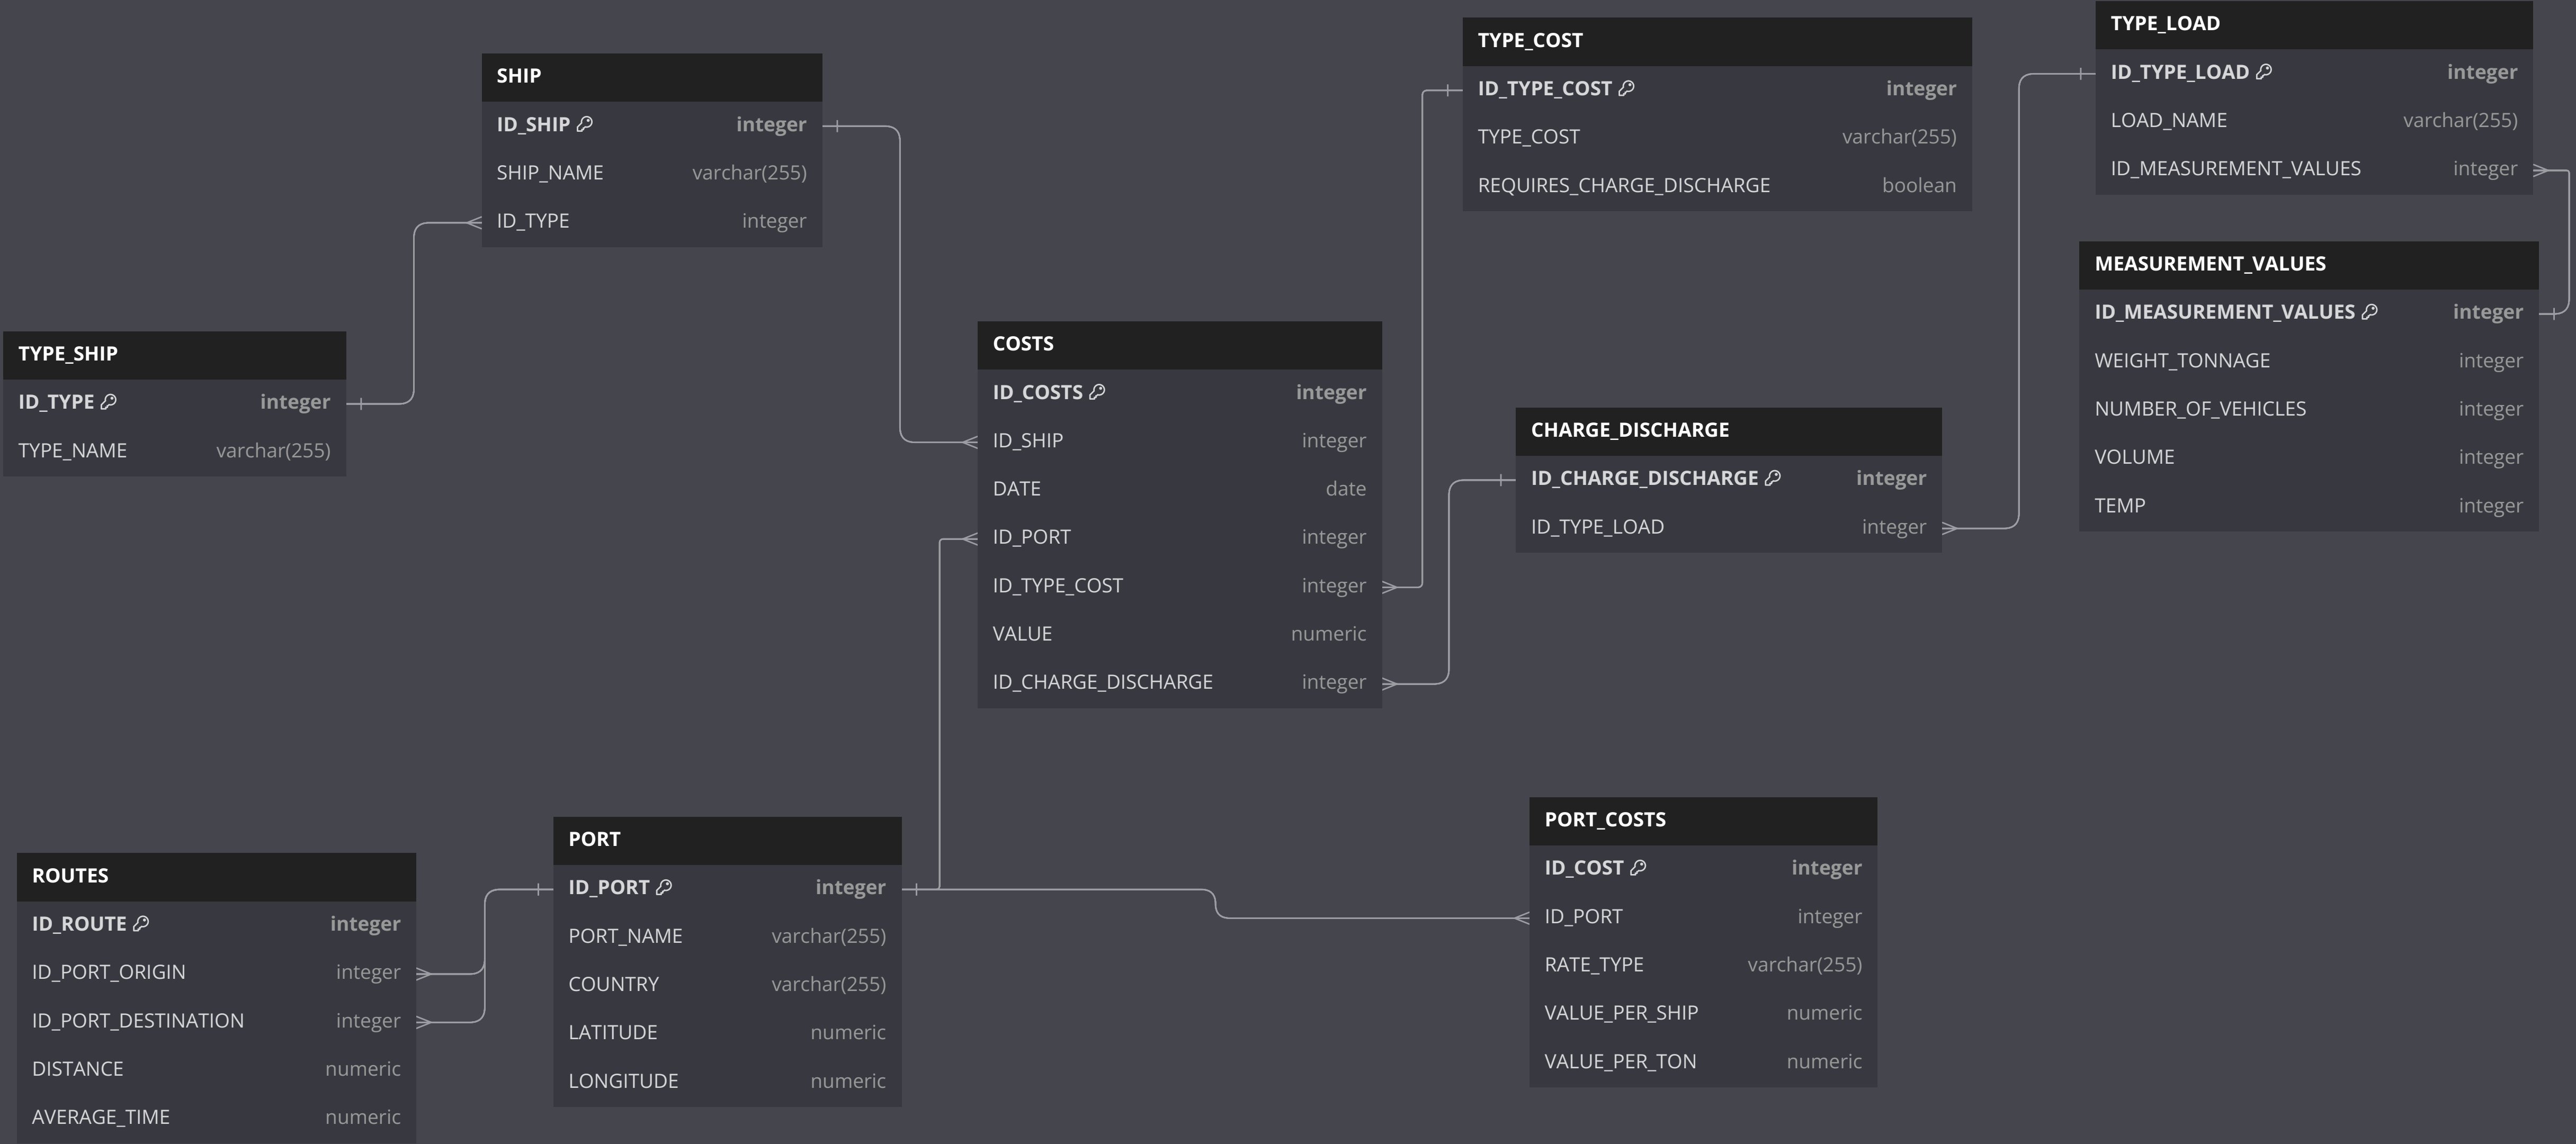 TYPE_SHIP
ID_TYPE integer
TYPE_NAME varchar(255)
SHIP
ID_SHIP integer
SHIP_NAME varchar(255)
ID_TYPE integer
COSTS
ID_COSTS integer
ID_SHIP integer
DATE date
ID_PORT integer
ID_TYPE_COST integer
VALUE numeric
ID_CHARGE_DISCHARGE integer
TYPE_COST
ID_TYPE_COST integer
TYPE_COST varchar(255)
REQUIRES_CHARGE_DISCHARGE boolean
TYPE_LOAD
ID_TYPE_LOAD integer
LOAD_NAME varchar(255)
ID_MEASUREMENT_VALUES integer
MEASUREMENT_VALUES
ID_MEASUREMENT_VALUES integer
WEIGHT_TONNAGE integer
NUMBER_OF_VEHICLES integer
VOLUME integer
TEMP integer
CHARGE_DISCHARGE
ID_CHARGE_DISCHARGE integer
ID_TYPE_LOAD integer
ROUTES
ID_ROUTE integer
ID_PORT_ORIGIN integer
ID_PORT_DESTINATION integer
DISTANCE numeric
AVERAGE_TIME numeric
PORT
ID_PORT integer
PORT_NAME varchar(255)
COUNTRY varchar(255)
LATITUDE numeric
LONGITUDE numeric
PORT_COSTS
ID_COST integer
ID_PORT integer
RATE_TYPE varchar(255)
VALUE_PER_SHIP numeric
VALUE_PER_TON numeric